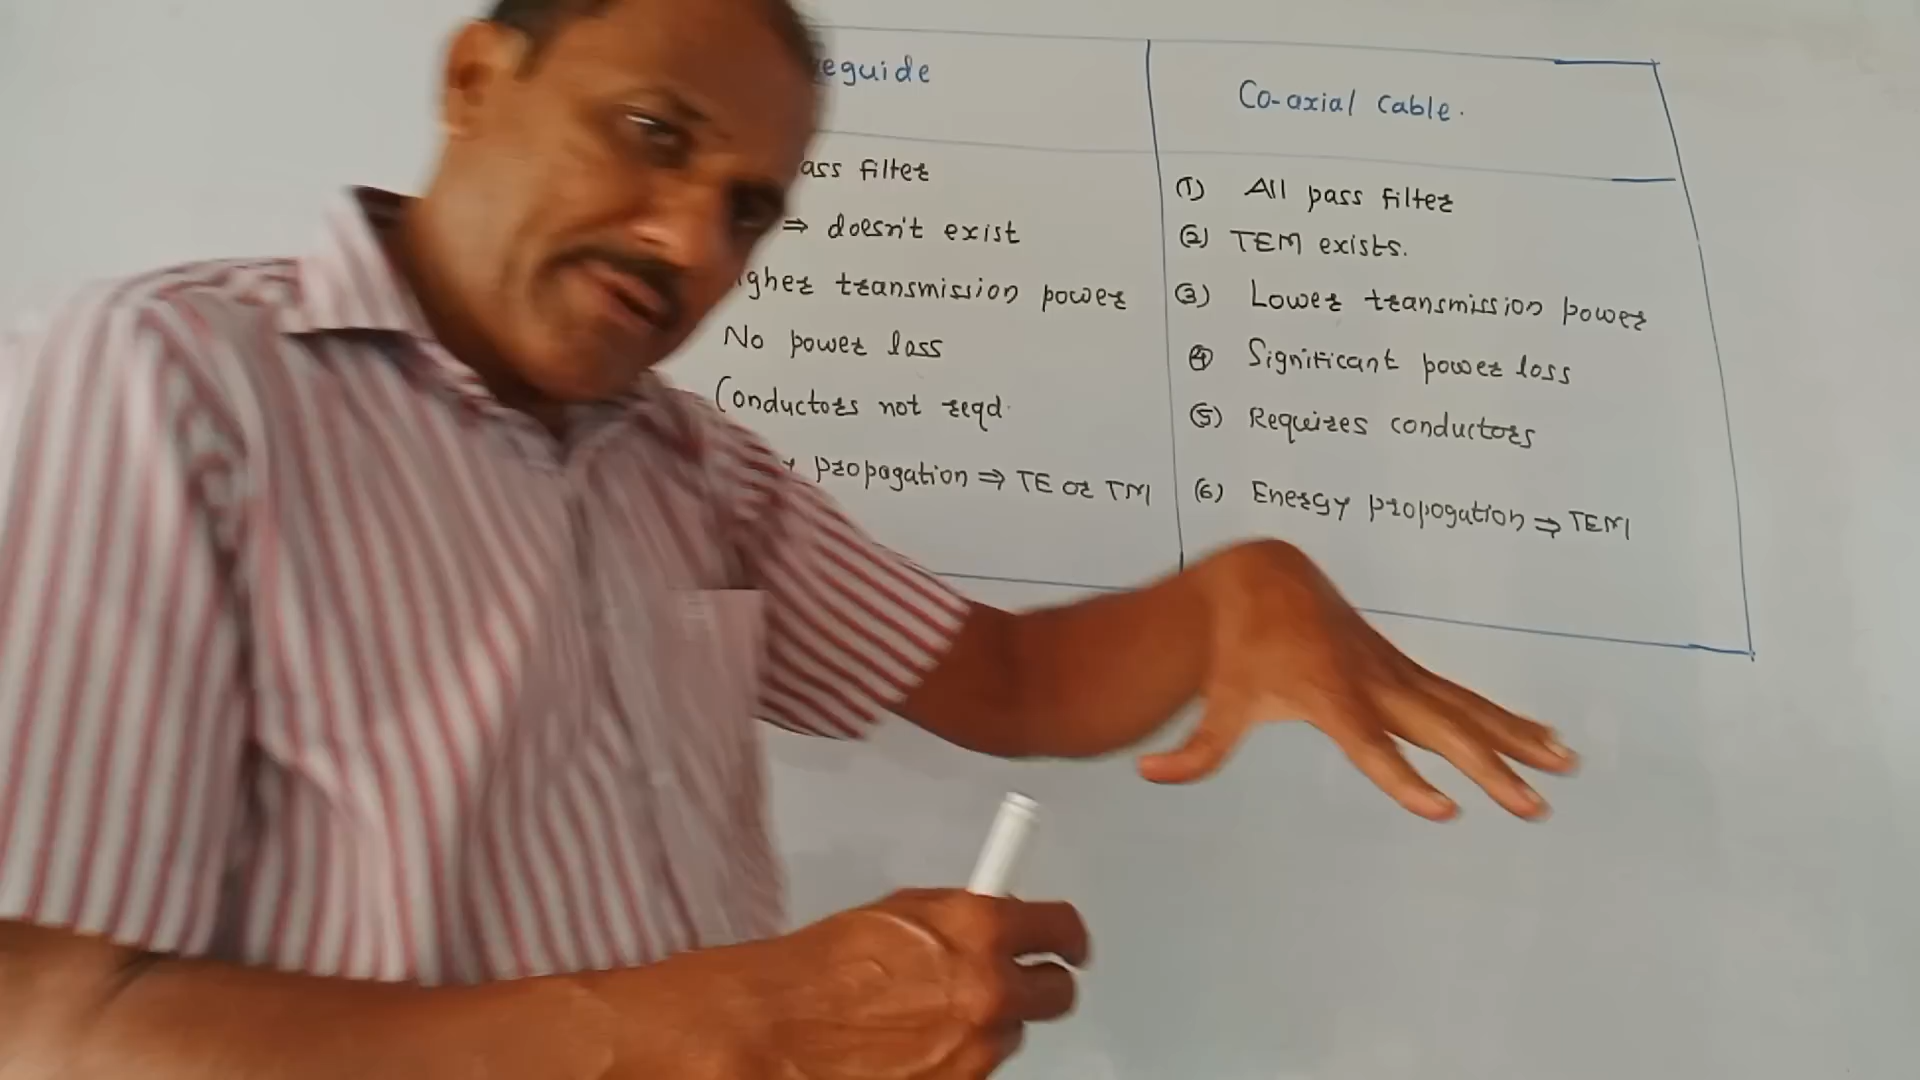 eguide
ass filter
⇒ doesn't exist
gher transmission power
No power loss
Conductors not reqd.
propagation ⇒ TE or TM
Co-axial Cable.
(1) All pass filter
(2) TEM exists.
(3) Lower transmission power
(4) Significant power loss
(5) Requires conductors
(6) Energy propogation ⇒ TEM